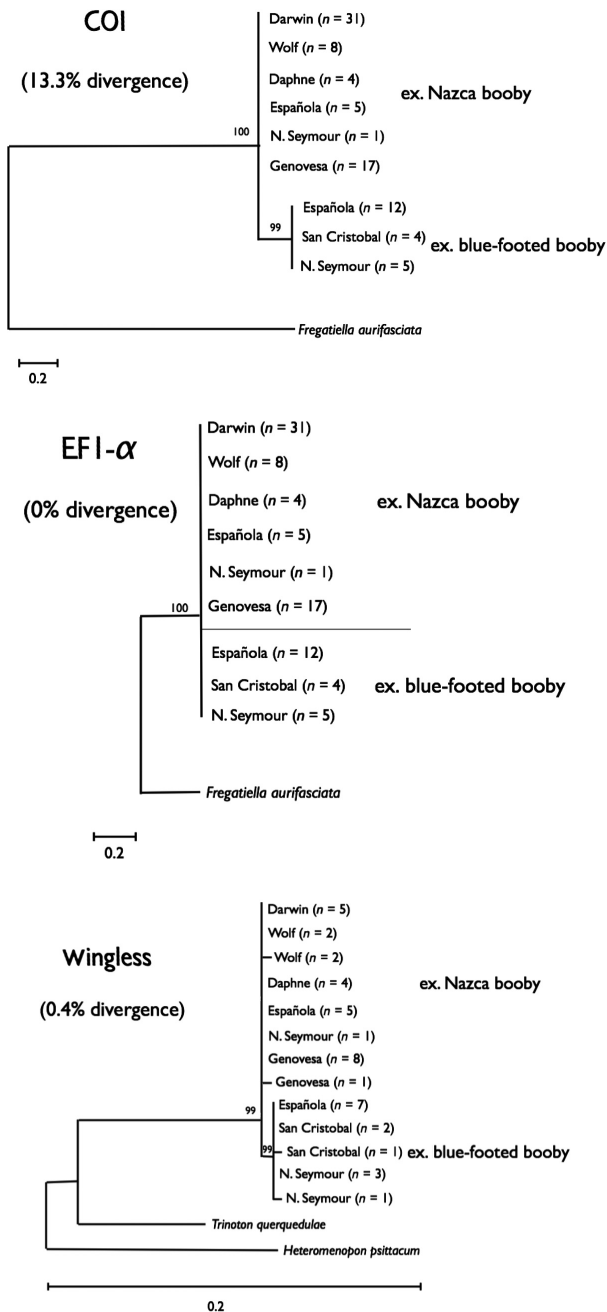 COI
(13.3% divergence)
Darwin (n = 31)
Wolf (n = 8)
Daphne (n = 4)
ex. Nazca booby
Española (n = 5)
N. Seymour (n = 1)
100
Genovesa (n = 17)
Española (n = 12)
99
San Cristobal (n = 4)
ex. blue-footed booby
N. Seymour (n = 5)
Fregatiella aurifasciata
0.2
EF1-α
(0% divergence)
Darwin (n = 31)
Wolf (n = 8)
Daphne (n = 4)
ex. Nazca booby
Española (n = 5)
N. Seymour (n = 1)
100
Genovesa (n = 17)
Española (n = 12)
San Cristobal (n = 4)
ex. blue-footed booby
N. Seymour (n = 5)
Fregatiella aurifasciata
0.2
Wingless
(0.4% divergence)
Darwin (n = 5)
Wolf (n = 2)
Wolf (n = 2)
Daphne (n = 4)
ex. Nazca booby
Española (n = 5)
N. Seymour (n = 1)
Genovesa (n = 8)
Genovesa (n = 1)
99
Española (n = 7)
San Cristobal (n = 2)
99
San Cristobal (n = 1)
ex. blue-footed booby
N. Seymour (n = 3)
N. Seymour (n = 1)
Trinoton querquedulae
Heteromenopon psittacum
0.2